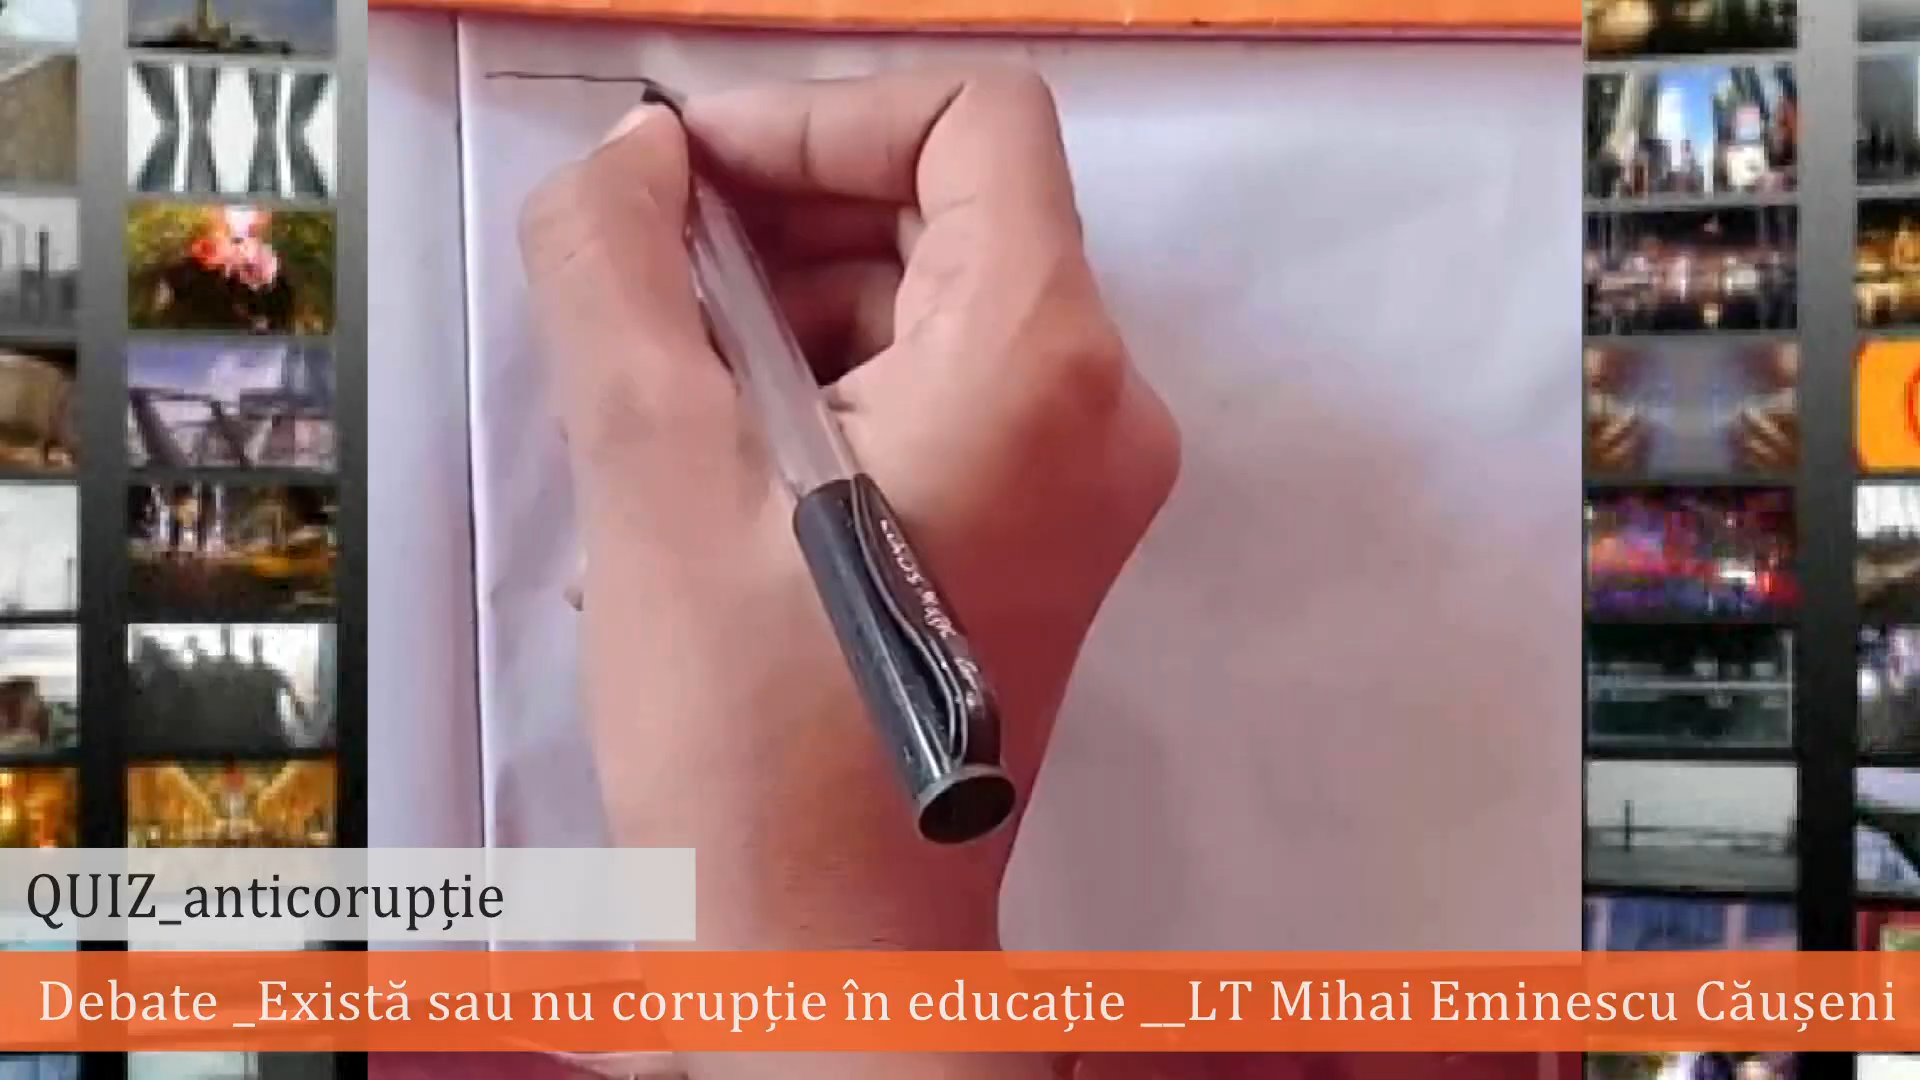 QUIZ_anticorupție
Debate _Există sau nu corupție în educație __LT Mihai Eminescu Căușeni